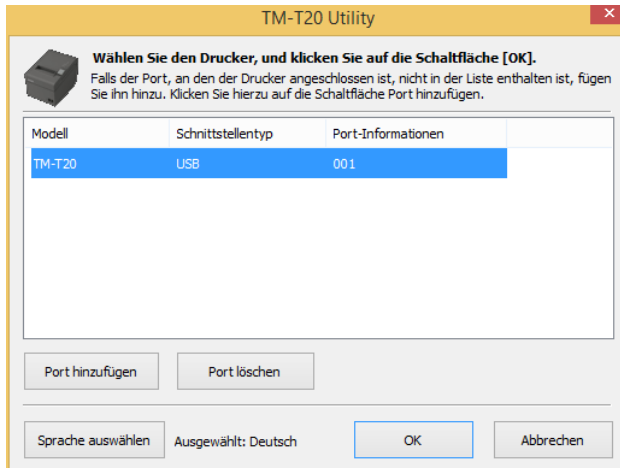 TM-T20 Utility
Wählen Sie den Drucker, und klicken Sie auf die Schaltfläche [OK].
Falls der Port, an den der Drucker angeschlossen ist, nicht in der Liste enthalten ist, fügen
Sie ihn hinzu. Klicken Sie hierzu auf die Schaltfläche Port hinzufügen.
Modell Schnittstellentyp Port-Informationen
TM-T20 USB 001
Port hinzufügen Port löschen
Sprache auswählen Ausgewählt: Deutsch OK Abbrechen